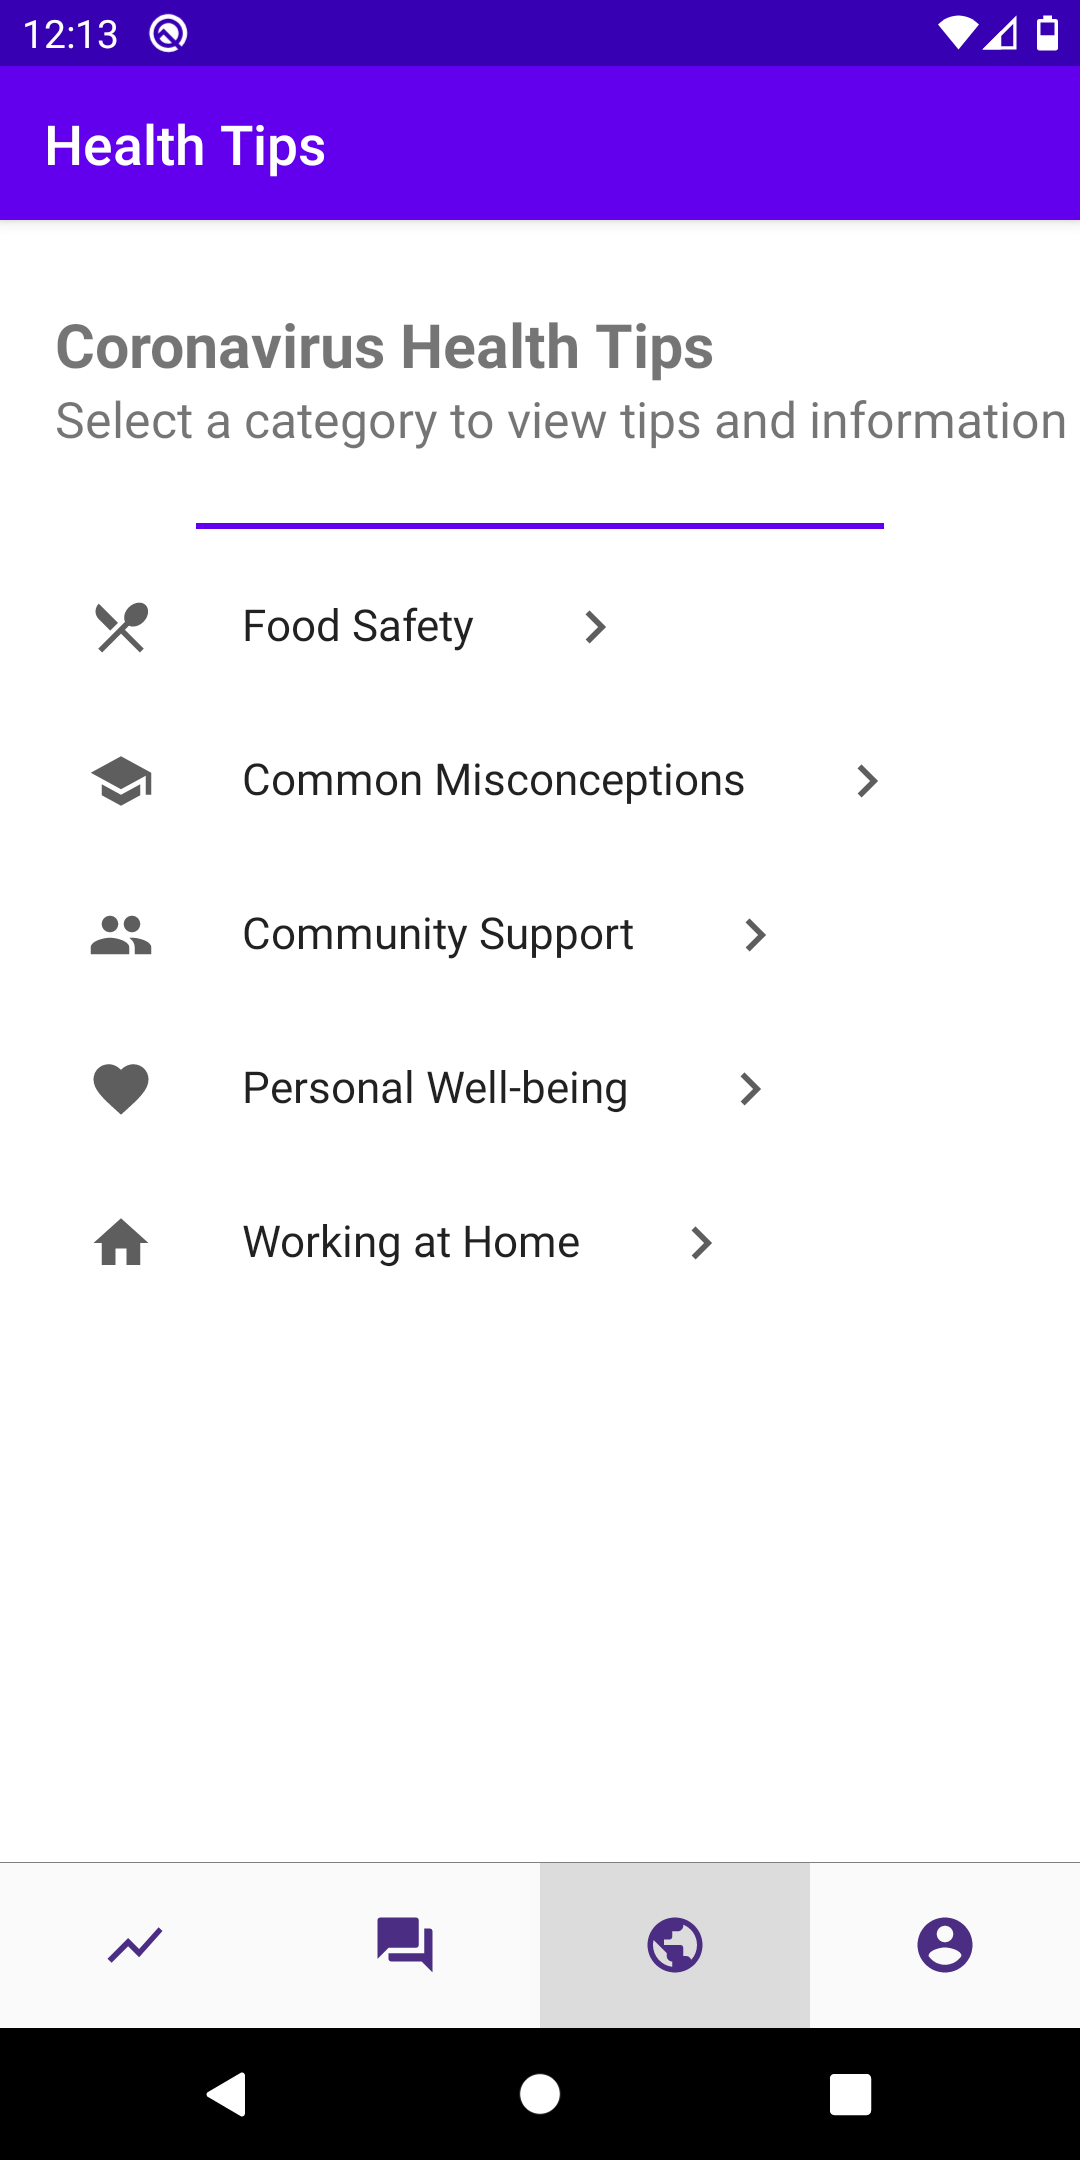 12:13
Health Tips
Coronavirus Health Tips
Select a category to view tips and information
Food Safety
Common Misconceptions
Community Support
Personal Well-being
Working at Home